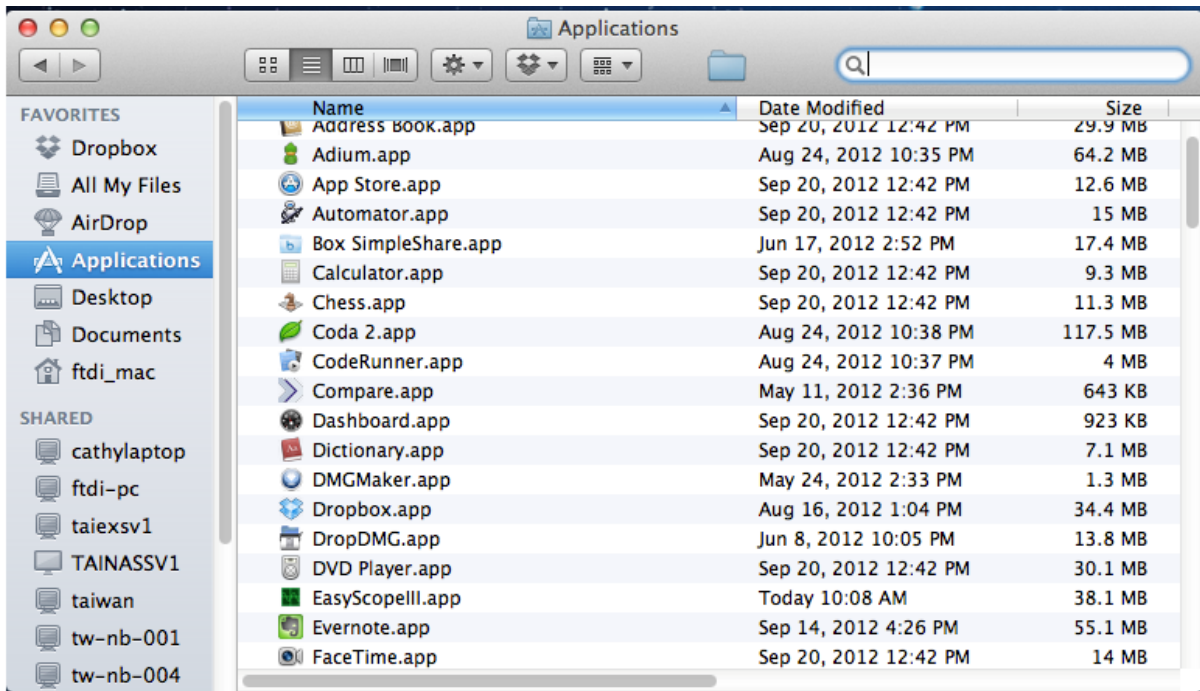 Applications
FAVORITES
Dropbox
All My Files
AirDrop
Applications
Desktop
Documents
ftdi_mac
SHARED
cathylaptop
ftdi-pc
taiexsv1
TAINASSV1
taiwan
tw-nb-001
tw-nb-004
Name Date Modified Size
Address Book.app Sep 20, 2012 12:42 PM 29.9 MB
Adium.app Aug 24, 2012 10:35 PM 64.2 MB
App Store.app Sep 20, 2012 12:42 PM 12.6 MB
Automator.app Sep 20, 2012 12:42 PM 15 MB
Box SimpleShare.app Jun 17, 2012 2:52 PM 17.4 MB
Calculator.app Sep 20, 2012 12:42 PM 9.3 MB
Chess.app Sep 20, 2012 12:42 PM 11.3 MB
Coda 2.app Aug 24, 2012 10:38 PM 117.5 MB
CodeRunner.app Aug 24, 2012 10:37 PM 4 MB
Compare.app May 11, 2012 2:36 PM 643 KB
Dashboard.app Sep 20, 2012 12:42 PM 923 KB
Dictionary.app Sep 20, 2012 12:42 PM 7.1 MB
DMGMaker.app May 24, 2012 2:33 PM 1.3 MB
Dropbox.app Aug 16, 2012 1:04 PM 34.4 MB
DropDMG.app Jun 8, 2012 10:05 PM 13.8 MB
DVD Player.app Sep 20, 2012 12:42 PM 30.1 MB
EasyScopeIII.app Today 10:08 AM 38.1 MB
Evernote.app Sep 14, 2012 4:26 PM 55.1 MB
FaceTime.app Sep 20, 2012 12:42 PM 14 MB